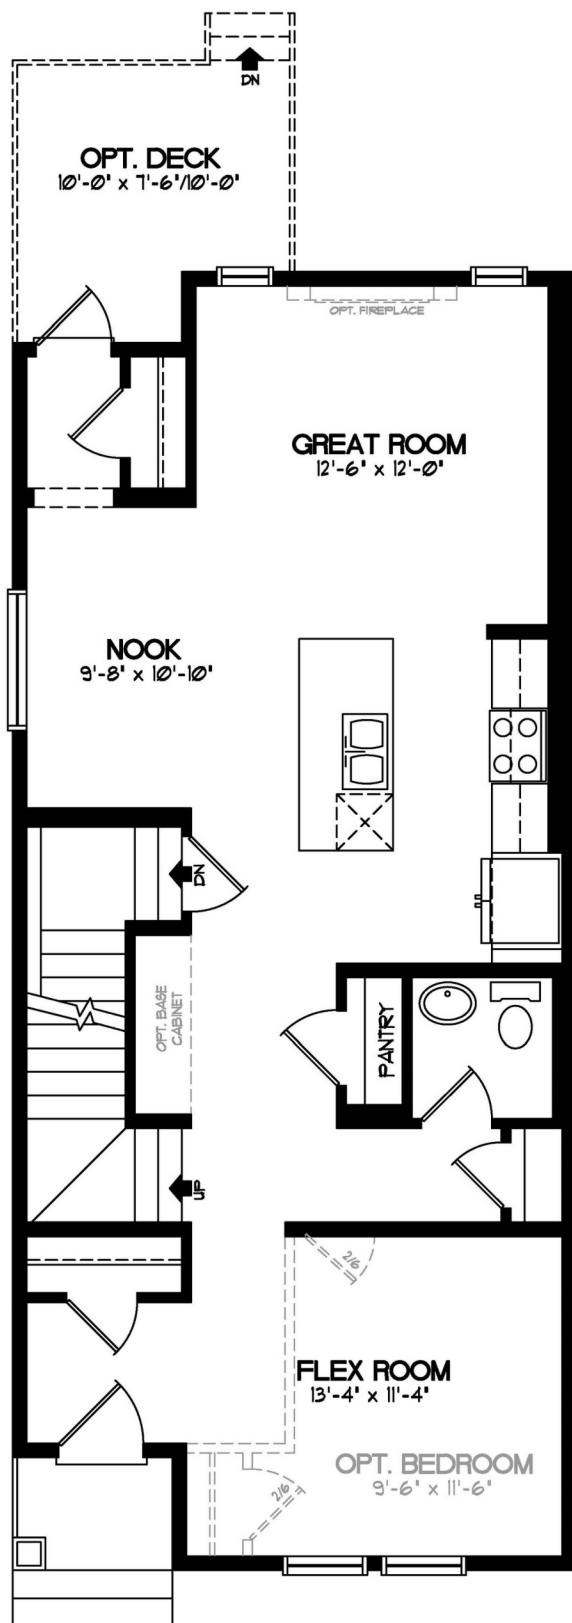 DN
OPT. DECK
10'-0" x 7'-6"/10'-0"
OPT. FIREPLACE
GREAT ROOM
12'-6" x 12'-0"
NOOK
9'-8" x 10'-10"
DN
OPT. BASE
CABINET
PANTRY
UP
2/6
FLEX ROOM
13'-4" x 11'-4"
OPT. BEDROOM
9'-6" x 11'-6"
2/6